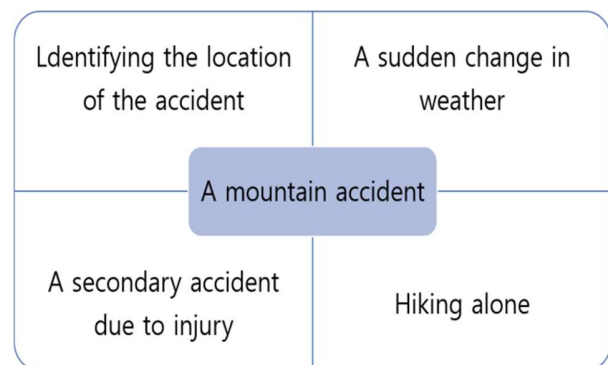 Ldentifying the location
of the accident
A sudden change in
weather
A mountain accident
A secondary accident
due to injury
Hiking alone